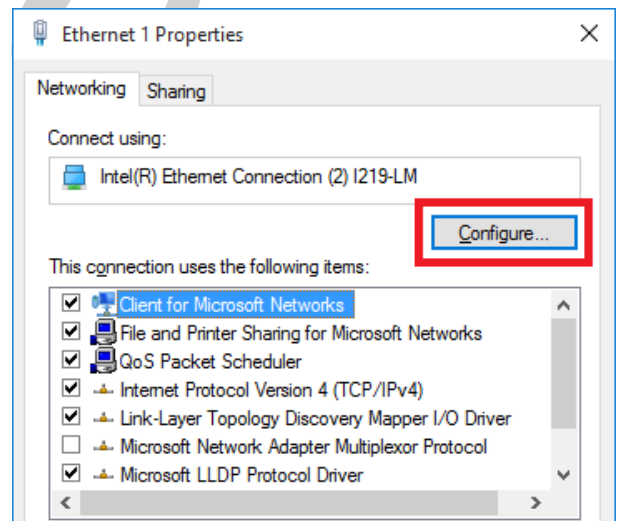 Ethernet 1 Properties
Networking Sharing
Connect using:
Intel(R) Ethernet Connection (2) I219-LM
Configure...
This connection uses the following items:
Client for Microsoft Networks
File and Printer Sharing for Microsoft Networks
QoS Packet Scheduler
Internet Protocol Version 4 (TCP/IPv4)
Link-Layer Topology Discovery Mapper I/O Driver
Microsoft Network Adapter Multiplexor Protocol
Microsoft LLDP Protocol Driver